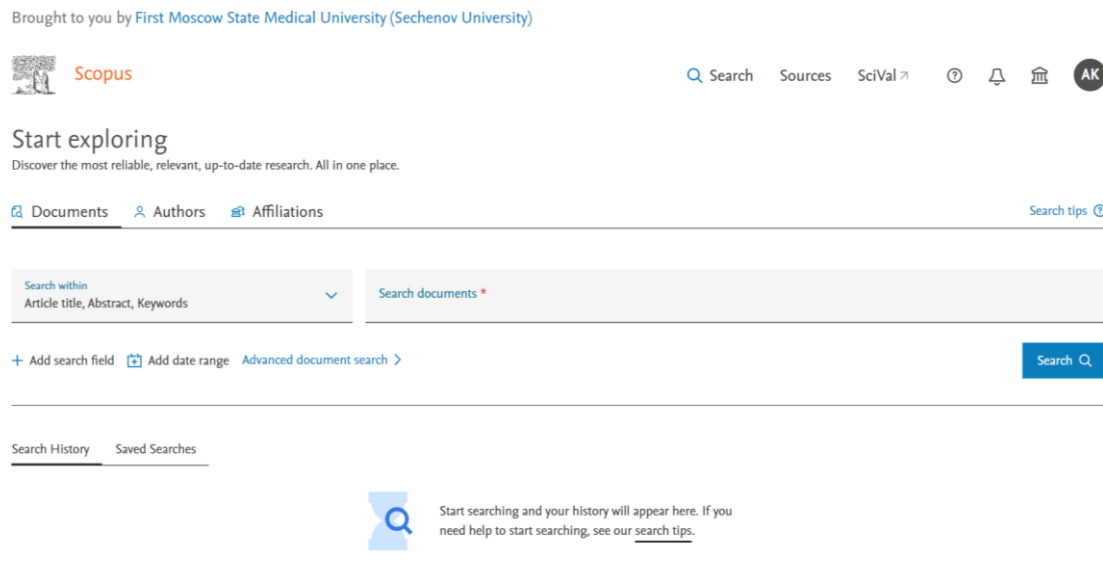 Brought to you by First Moscow State Medical University (Sechenov University)
Scopus
Search Sources SciVal AK
Start exploring
Discover the most reliable, relevant, up-to-date research. All in one place.
Documents Authors Affiliations Search tips
Search within
Article title, Abstract, Keywords
Search documents *
+ Add search field Add date range Advanced document search > Search
Search History Saved Searches
Start searching and your history will appear here. If you
need help to start searching, see our search tips.